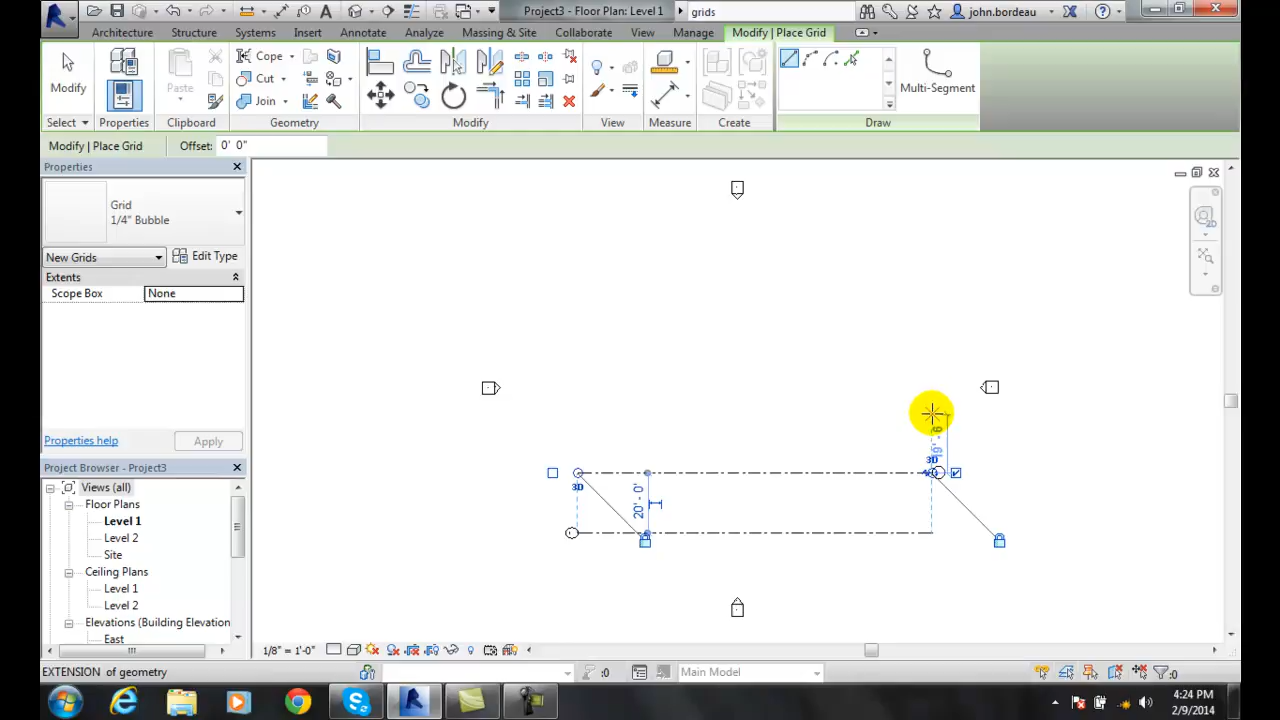 Project3 - Floor Plan: Level 1
grids
john.bordeau
Architecture Structure Systems Insert Annotate Analyze Massing & Site Collaborate View Manage Modify | Place Grid
Modify
Paste
Cope
Cut
Join
Multi-Segment
Select Properties Clipboard Geometry Modify View Measure Create Draw
Modify | Place Grid Offset: 0' 0"
Properties
Grid
1/4" Bubble
New Grids Edit Type
Extents
Scope Box None
2D
3D
19' - 6
3D
20' - 0"
Properties help Apply
Project Browser - Project3
Views (all)
Floor Plans
Level 1
Level 2
Site
Ceiling Plans
Level 1
Level 2
Elevations (Building Elevation
East
1/8" = 1'-0"
EXTENSION of geometry
:0
Main Model
:0
4:24 PM
2/9/2014